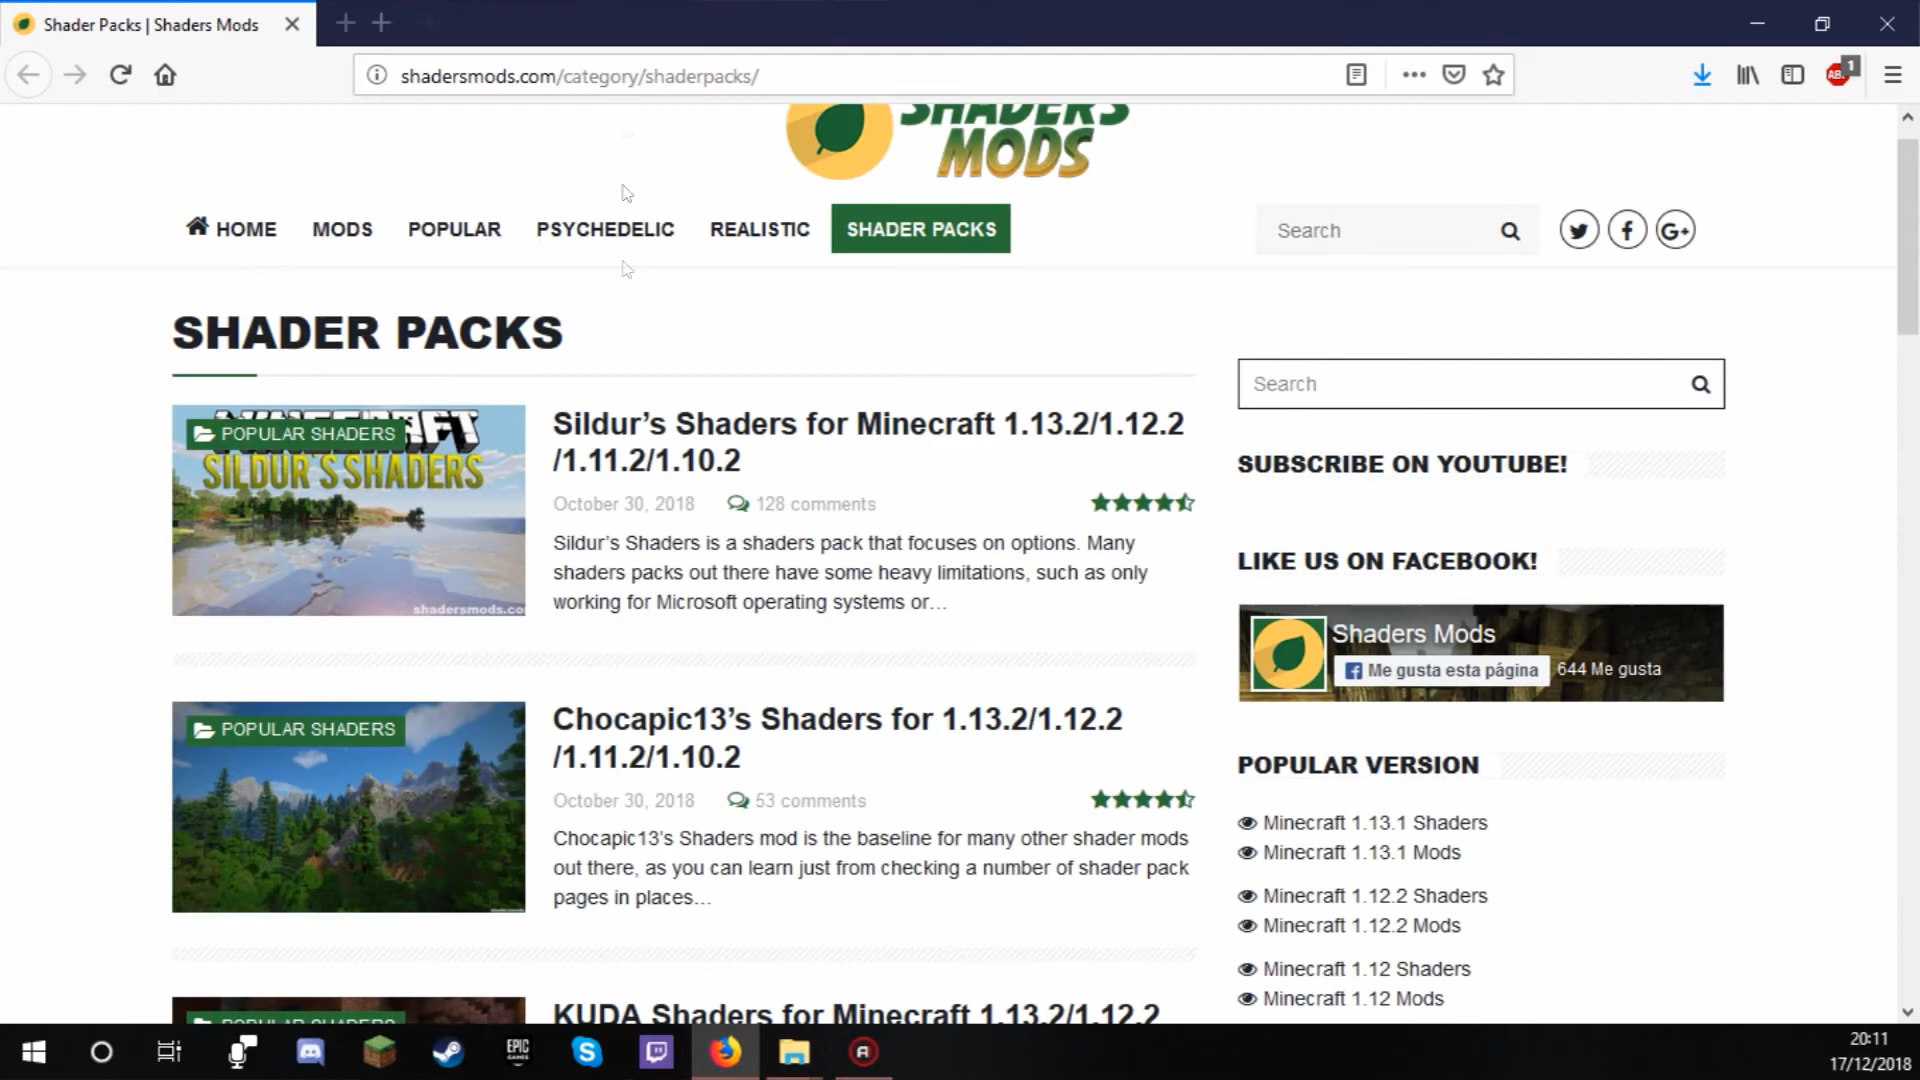 Shader Packs | Shaders Mods
shadersmods.com/category/shaderpacks/
ABP 1
SHADERS
MODS
HOME MODS POPULAR PSYCHEDELIC REALISTIC SHADER PACKS Search
SHADER PACKS
Search
POPULAR SHADERS
SILDUR'S SHADERS
shadersmods.co
Sildur’s Shaders for Minecraft 1.13.2/1.12.2
/1.11.2/1.10.2
October 30, 2018 128 comments
Sildur’s Shaders is a shaders pack that focuses on options. Many
shaders packs out there have some heavy limitations, such as only
working for Microsoft operating systems or…
SUBSCRIBE ON YOUTUBE!
LIKE US ON FACEBOOK!
Shaders Mods
Me gusta esta página 644 Me gusta
POPULAR SHADERS
Chocapic13’s Shaders for 1.13.2/1.12.2
/1.11.2/1.10.2
October 30, 2018 53 comments
Chocapic13’s Shaders mod is the baseline for many other shader mods
out there, as you can learn just from checking a number of shader pack
pages in places…
POPULAR VERSION
Minecraft 1.13.1 Shaders
Minecraft 1.13.1 Mods
Minecraft 1.12.2 Shaders
Minecraft 1.12.2 Mods
Minecraft 1.12 Shaders
Minecraft 1.12 Mods
POPULAR SHADERS
KUDA Shaders for Minecraft 1.13.2/1.12.2
EPIC
GAMES
20:11
17/12/2018